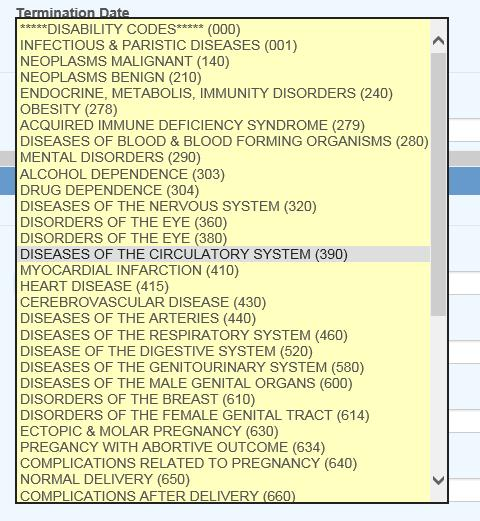 Termination Date
*****DISABILITY CODES***** (000)
INFECTIOUS & PARISTIC DISEASES (001)
NEOPLASMS MALIGNANT (140)
NEOPLASMS BENIGN (210)
ENDOCRINE, METABOLIS, IMMUNITY DISORDERS (240)
OBESITY (278)
ACQUIRED IMMUNE DEFICIENCY SYNDROME (279)
DISEASES OF BLOOD & BLOOD FORMING ORGANISMS (280)
MENTAL DISORDERS (290)
ALCOHOL DEPENDENCE (303)
DRUG DEPENDENCE (304)
DISEASES OF THE NERVOUS SYSTEM (320)
DISORDERS OF THE EYE (360)
DISORDERS OF THE EYE (380)
DISEASES OF THE CIRCULATORY SYSTEM (390)
MYOCARDIAL INFARCTION (410)
HEART DISEASE (415)
CEREBROVASCULAR DISEASE (430)
DISEASES OF THE ARTERIES (440)
DISEASES OF THE RESPIRATORY SYSTEM (460)
DISEASE OF THE DIGESTIVE SYSTEM (520)
DISEASES OF THE GENITOURINARY SYSTEM (580)
DISEASES OF THE MALE GENITAL ORGANS (600)
DISORDERS OF THE BREAST (610)
DISORDERS OF THE FEMALE GENITAL TRACT (614)
ECTOPIC & MOLAR PREGNANCY (630)
PREGANCY WITH ABORTIVE OUTCOME (634)
COMPLICATIONS RELATED TO PREGNANCY (640)
NORMAL DELIVERY (650)
COMPLICATIONS AFTER DELIVERY (660)